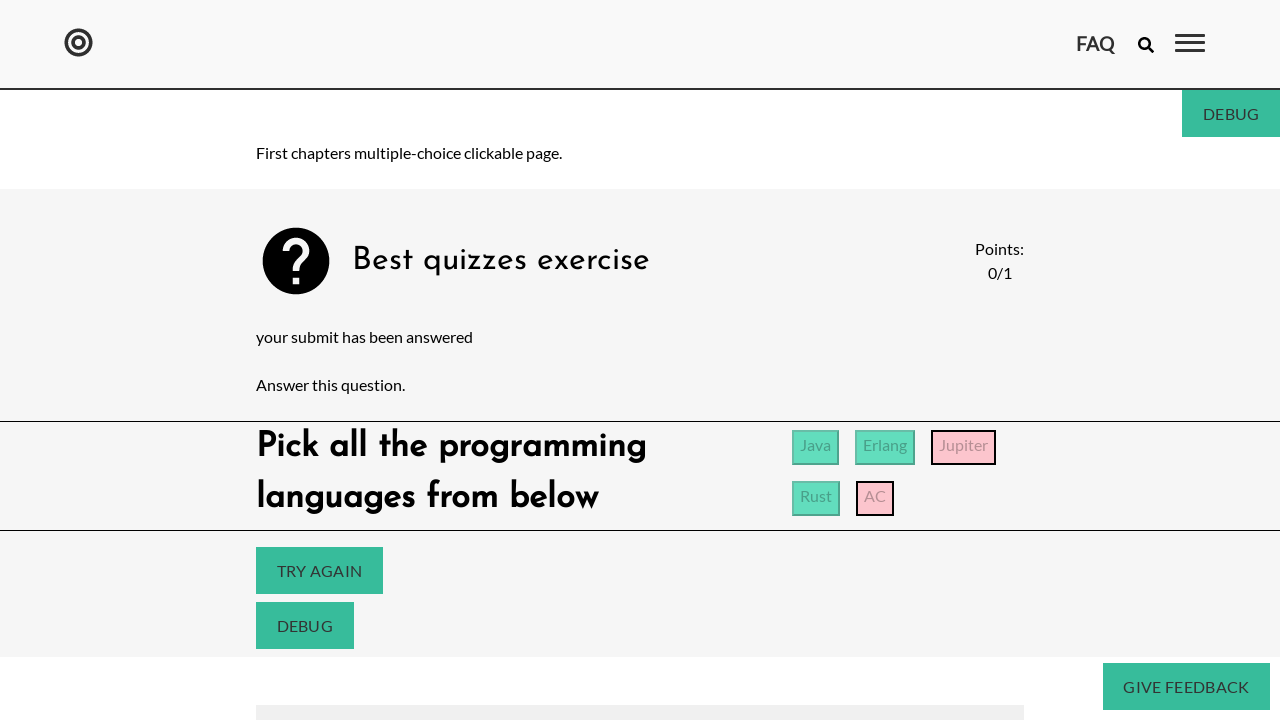 FAQ
DEBUG
First chapters multiple-choice clickable page.
Best quizzes exercise
Points:
0/1
your submit has been answered
Answer this question.
Pick all the programming
languages from below
Java
Erlang
Jupiter
Rust
AC
TRY AGAIN
DEBUG
GIVE FEEDBACK